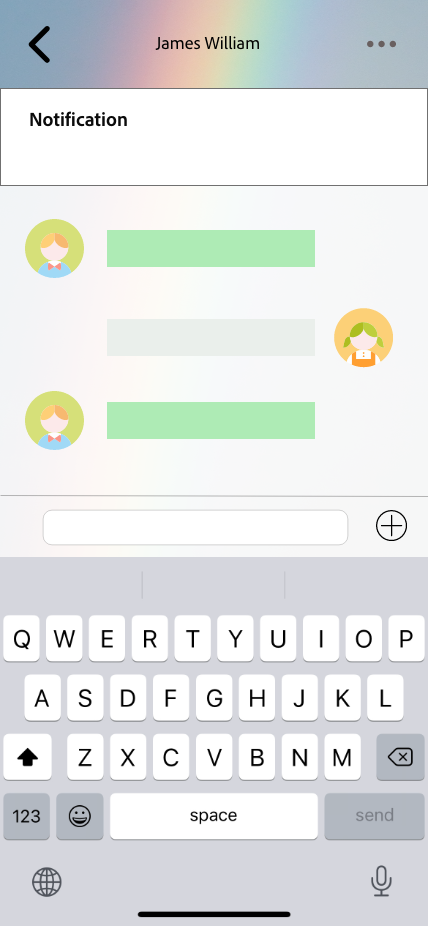 James William
Notification
Q W E R T Y U I O P
A S D F G H J K L
Z X C V B N M
123 space send